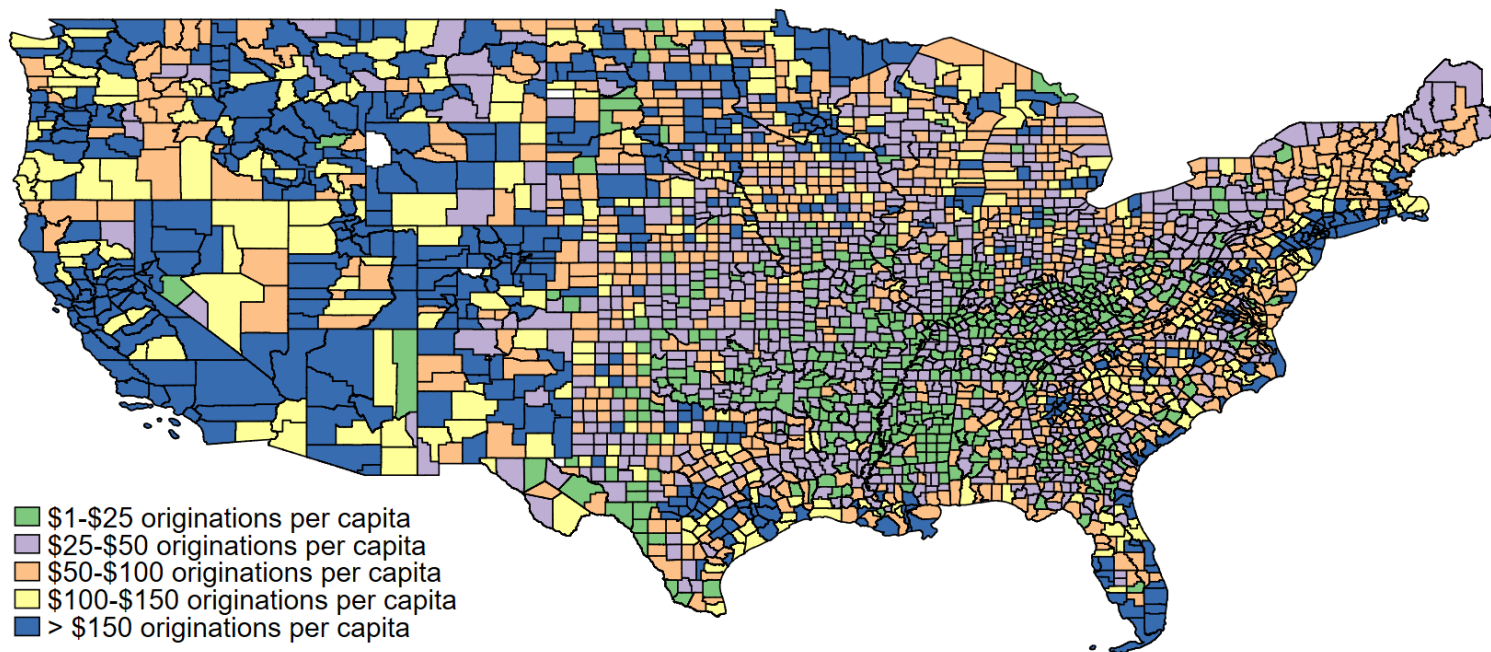 $1-$25 originations per capita
$25-$50 originations per capita
$50-$100 originations per capita
$100-$150 originations per capita
> $150 originations per capita